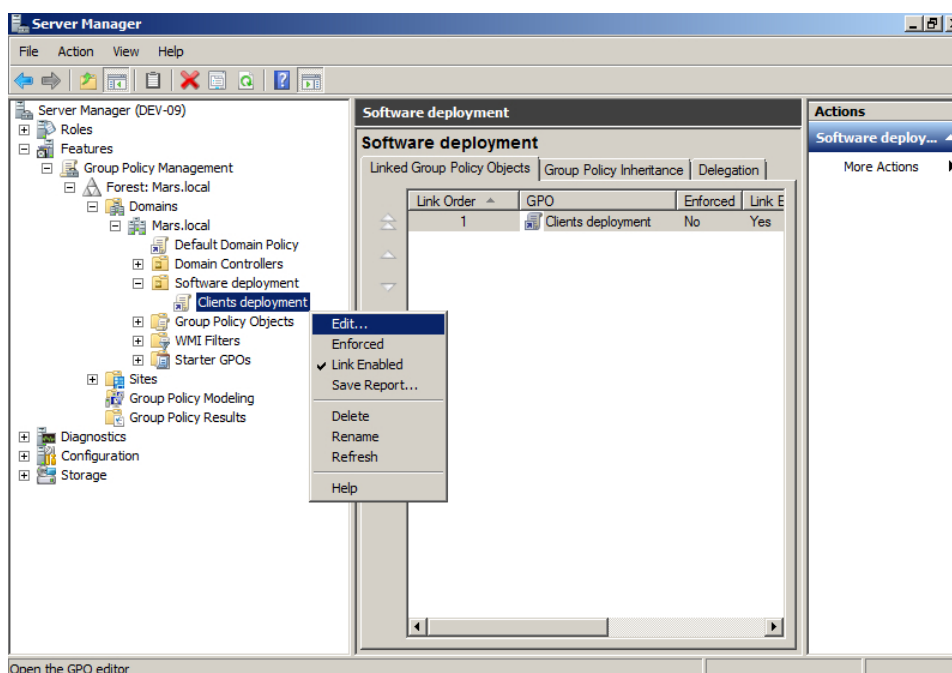 Server Manager
File Action View Help
Server Manager (DEV-09)
Roles
Features
Group Policy Management
Forest: Mars.local
Domains
Mars.local
Default Domain Policy
Domain Controllers
Software deployment
Clients deployment
Group Policy Objects
WMI Filters
Starter GPOs
Sites
Group Policy Modeling
Group Policy Results
Diagnostics
Configuration
Storage
Edit...
Enforced
Link Enabled
Save Report...
Delete
Rename
Refresh
Help
Software deployment
Software deployment
Linked Group Policy Objects Group Policy Inheritance Delegation
Link Order GPO Enforced Link E
1 Clients deployment No Yes
Actions
Software deploy...
More Actions
Open the GPO editor